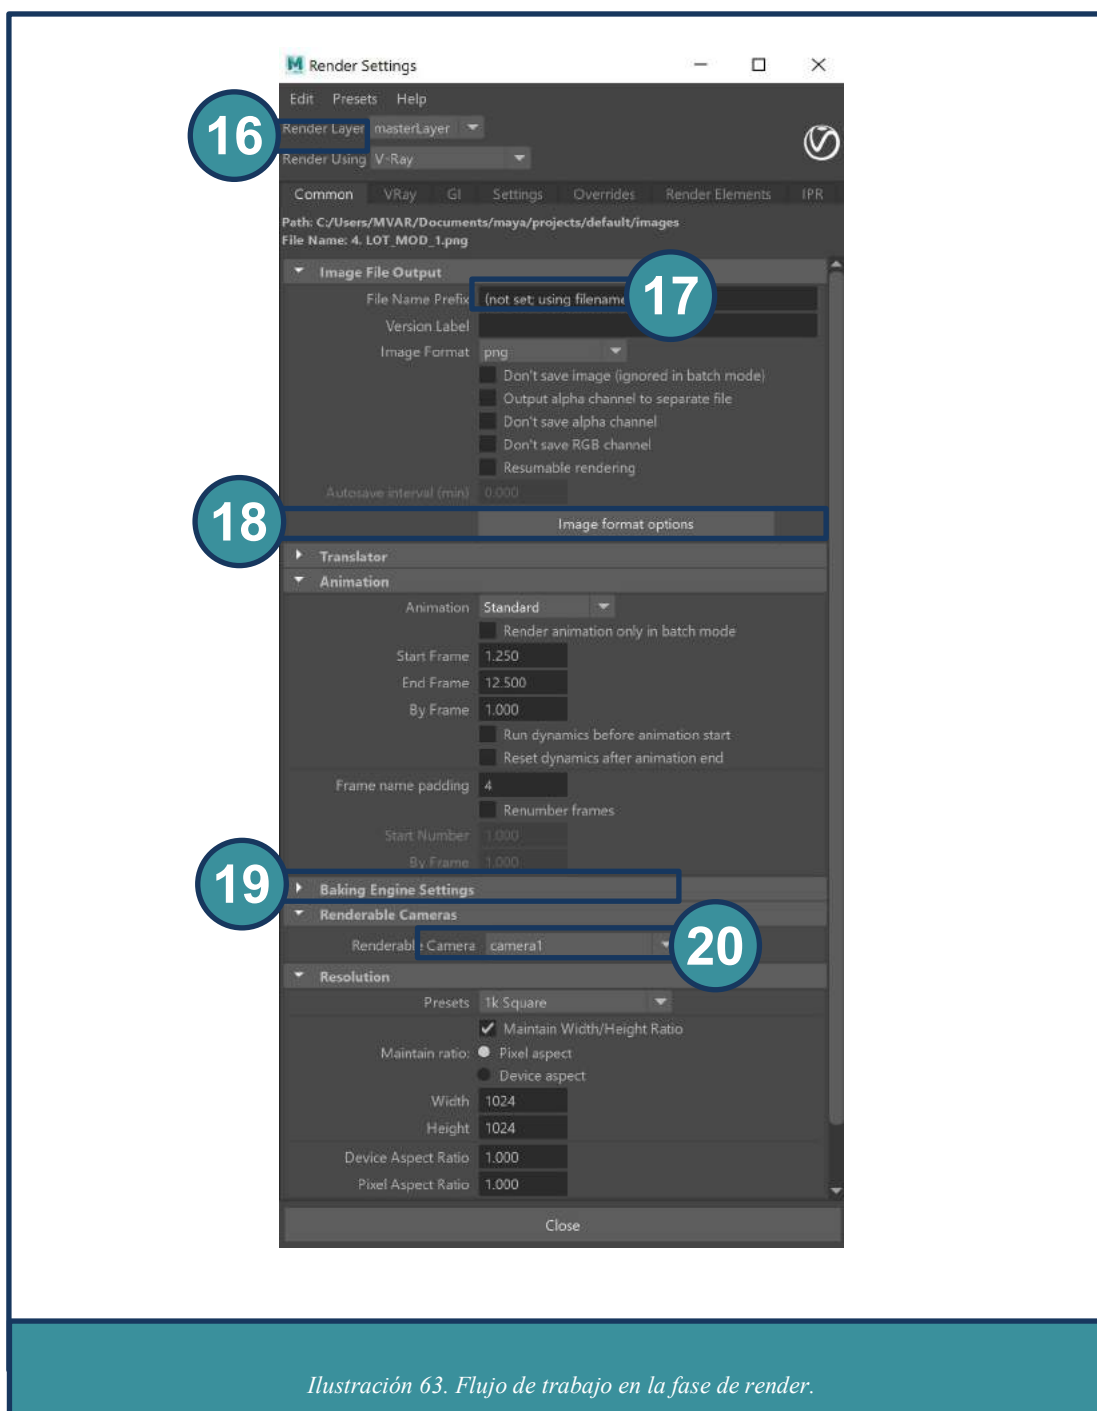 Render Settings
Edit Presets Help
16
Render Layer masterLayer
Render Using V-Ray
Common VRay GI Settings Overrides Render Elements IPR
Path: C:/Users/MVAR/Documents/maya/projects/default/images
File Name: 4. LOT_MOD_1.png
Image File Output
File Name Prefix (not set; using filename
17
Version Label
Image Format png
Don't save image (ignored in batch mode)
Output alpha channel to separate file
Don't save alpha channel
Don't save RGB channel
Resumable rendering
Autosave interval (min) 0.000
18
Image format options
Translator
Animation
Animation Standard
Render animation only in batch mode
Start Frame 1.250
End Frame 12.500
By Frame 1.000
Run dynamics before animation start
Reset dynamics after animation end
Frame name padding 4
Renumber frames
Start Number 1.000
By Frame 1.000
19
Baking Engine Settings
Renderable Cameras
Renderable Camera camera1
20
Resolution
Presets 1k Square
Maintain Width/Height Ratio
Maintain ratio: Pixel aspect
Device aspect
Width 1024
Height 1024
Device Aspect Ratio 1.000
Pixel Aspect Ratio 1.000
Close
Ilustración 63. Flujo de trabajo en la fase de render.